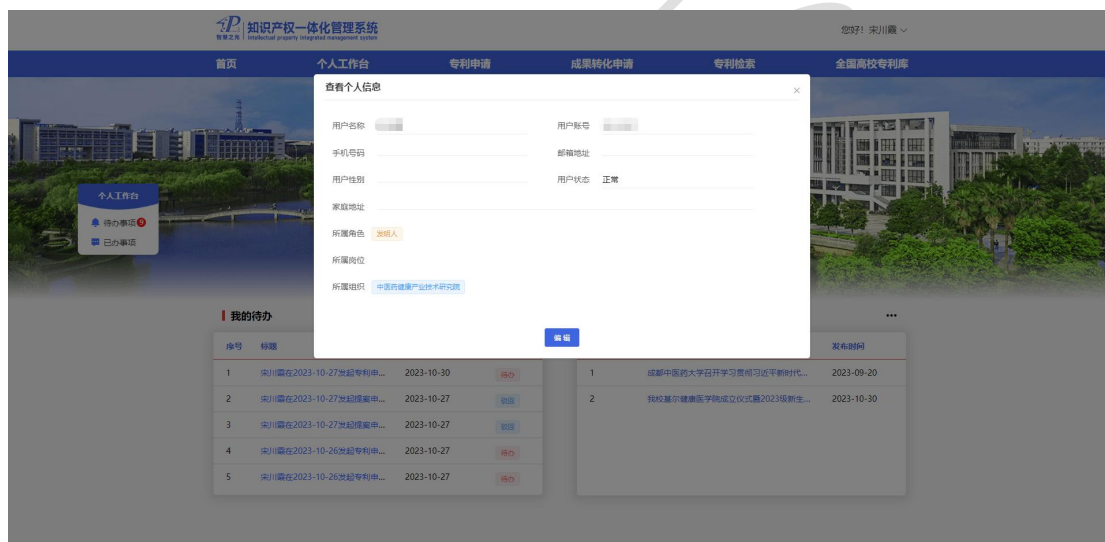 知识产权一体化管理系统
智慧之光 Intellectual property integrated management system
您好！宋川霞
首页 个人工作台 专利申请 成果转化申请 专利检索 全国高校专利库
查看个人信息
用户名称 用户账号
手机号码 邮箱地址
用户性别 用户状态 正常
家庭地址
所属角色 发明人
所属岗位
所属组织 中医药健康产业技术研究院
编辑
个人工作台
待办事项 9
已办事项
我的待办
序号 标题 发布时间
1 宋川霞在2023-10-27发起专利申... 2023-10-30 待办 1 成都中医药大学召开学习贯彻习近平新时代... 2023-09-20
2 宋川霞在2023-10-27发起提案申... 2023-10-27 驳回 2 我校基尔健康医学院成立仪式暨2023级新生... 2023-10-30
3 宋川霞在2023-10-27发起提案申... 2023-10-27 驳回
4 宋川霞在2023-10-26发起专利申... 2023-10-27 待办
5 宋川霞在2023-10-26发起专利申... 2023-10-27 待办